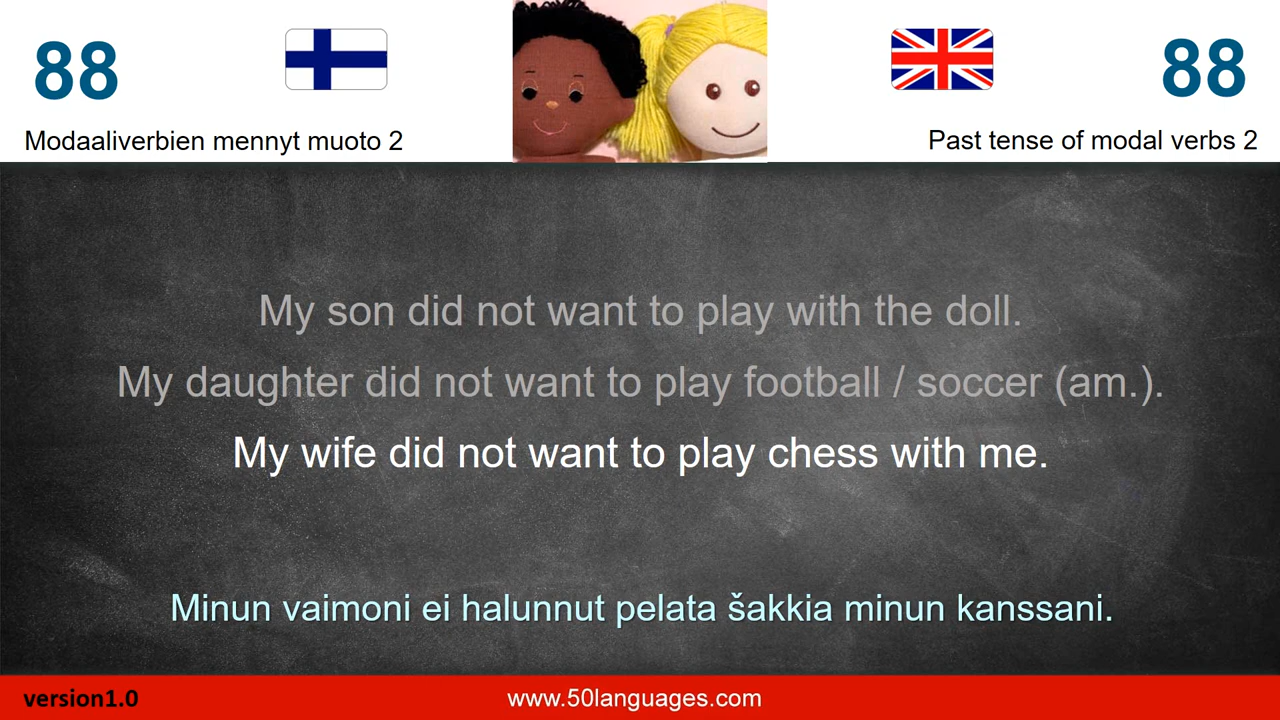 88
88
Modaaliverbien mennyt muoto 2
Past tense of modal verbs 2
My son did not want to play with the doll.
My daughter did not want to play football / soccer (am.).
My wife did not want to play chess with me.
Minun vaimoni ei halunnut pelata šakkia minun kanssani.
version1.0
www.50languages.com